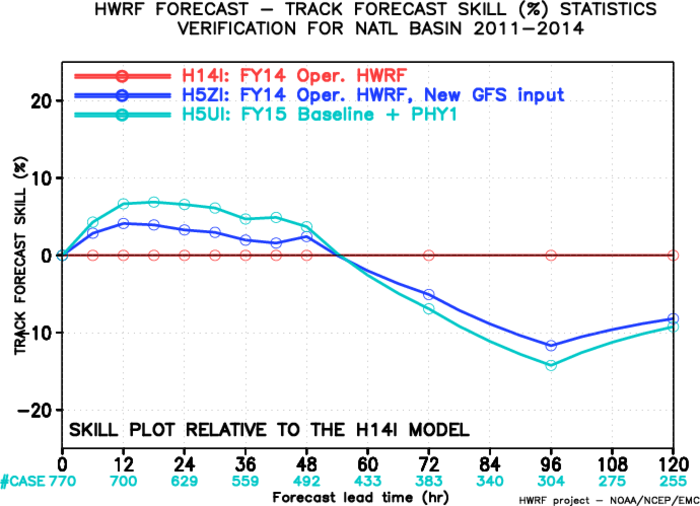 HWRF FORECAST – TRACK FORECAST SKILL (%) STATISTICS
VERIFICATION FOR NATL BASIN 2011–2014
H14I: FY14 Oper. HWRF
H5ZI: FY14 Oper. HWRF, New GFS input
H5UI: FY15 Baseline + PHY1
TRACK FORECAST SKILL (%)
20
10
0
–10
–20
SKILL PLOT RELATIVE TO THE H14I MODEL
0 12 24 36 48 60 72 84 96 108 120
#CASE 770 700 629 559 492 433 383 340 304 275 255
Forecast lead time (hr)
HWRF project – NOAA/NCEP/EMC